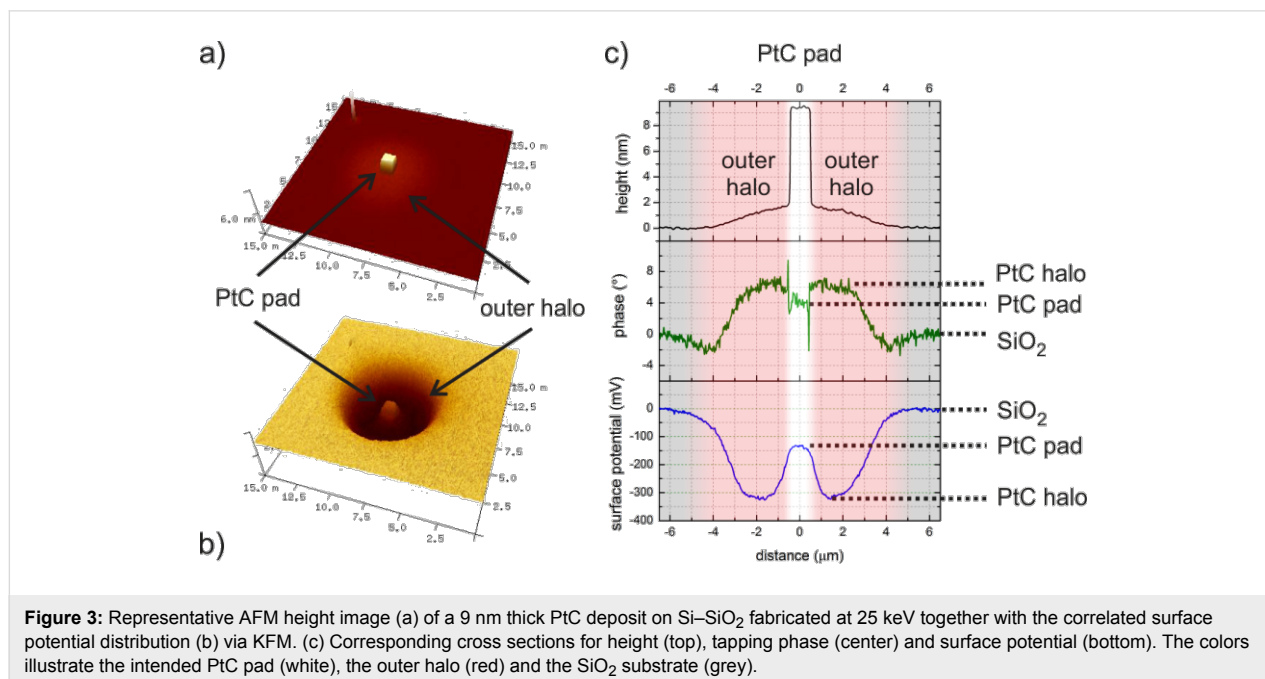 a)
15.0 m
12.5
10.0
7.5
5.0
2.5
6.0 nm
15.0 m
12.5
10.0
7.5
5.0
2.5
PtC pad
outer halo
15.0 m
12.5
10.0
7.5
5.0
2.5
15.0 m
12.5
10.0
7.5
5.0
2.5
b)
c)
PtC pad
-6 -4 -2 0 2 4 6
height (nm)
8
6
4
2
0
outer halo
outer halo
phase (°)
8
4
0
-4
PtC halo
PtC pad
SiO2
surface potential (mV)
0
-100
-200
-300
-400
SiO2
PtC pad
PtC halo
-6 -4 -2 0 2 4 6
distance (μm)
Figure 3: Representative AFM height image (a) of a 9 nm thick PtC deposit on Si–SiO2 fabricated at 25 keV together with the correlated surface
potential distribution (b) via KFM. (c) Corresponding cross sections for height (top), tapping phase (center) and surface potential (bottom). The colors
illustrate the intended PtC pad (white), the outer halo (red) and the SiO2 substrate (grey).